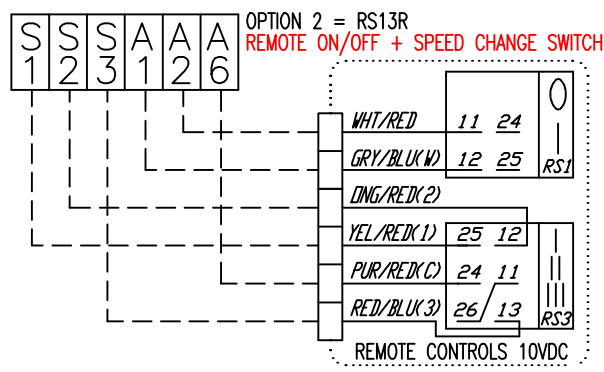 S1 S2 S3 A1 A2 A6
OPTION 2 = RS13R
REMOTE ON/OFF + SPEED CHANGE SWITCH
WHT/RED 11 24
GRY/BLU(W) 12 25 RS1
ONG/RED(2)
YEL/RED(1) 25 12
PUR/RED(C) 24 11
RED/BLU(3) 26 13 RS3
REMOTE CONTROLS 10VDC